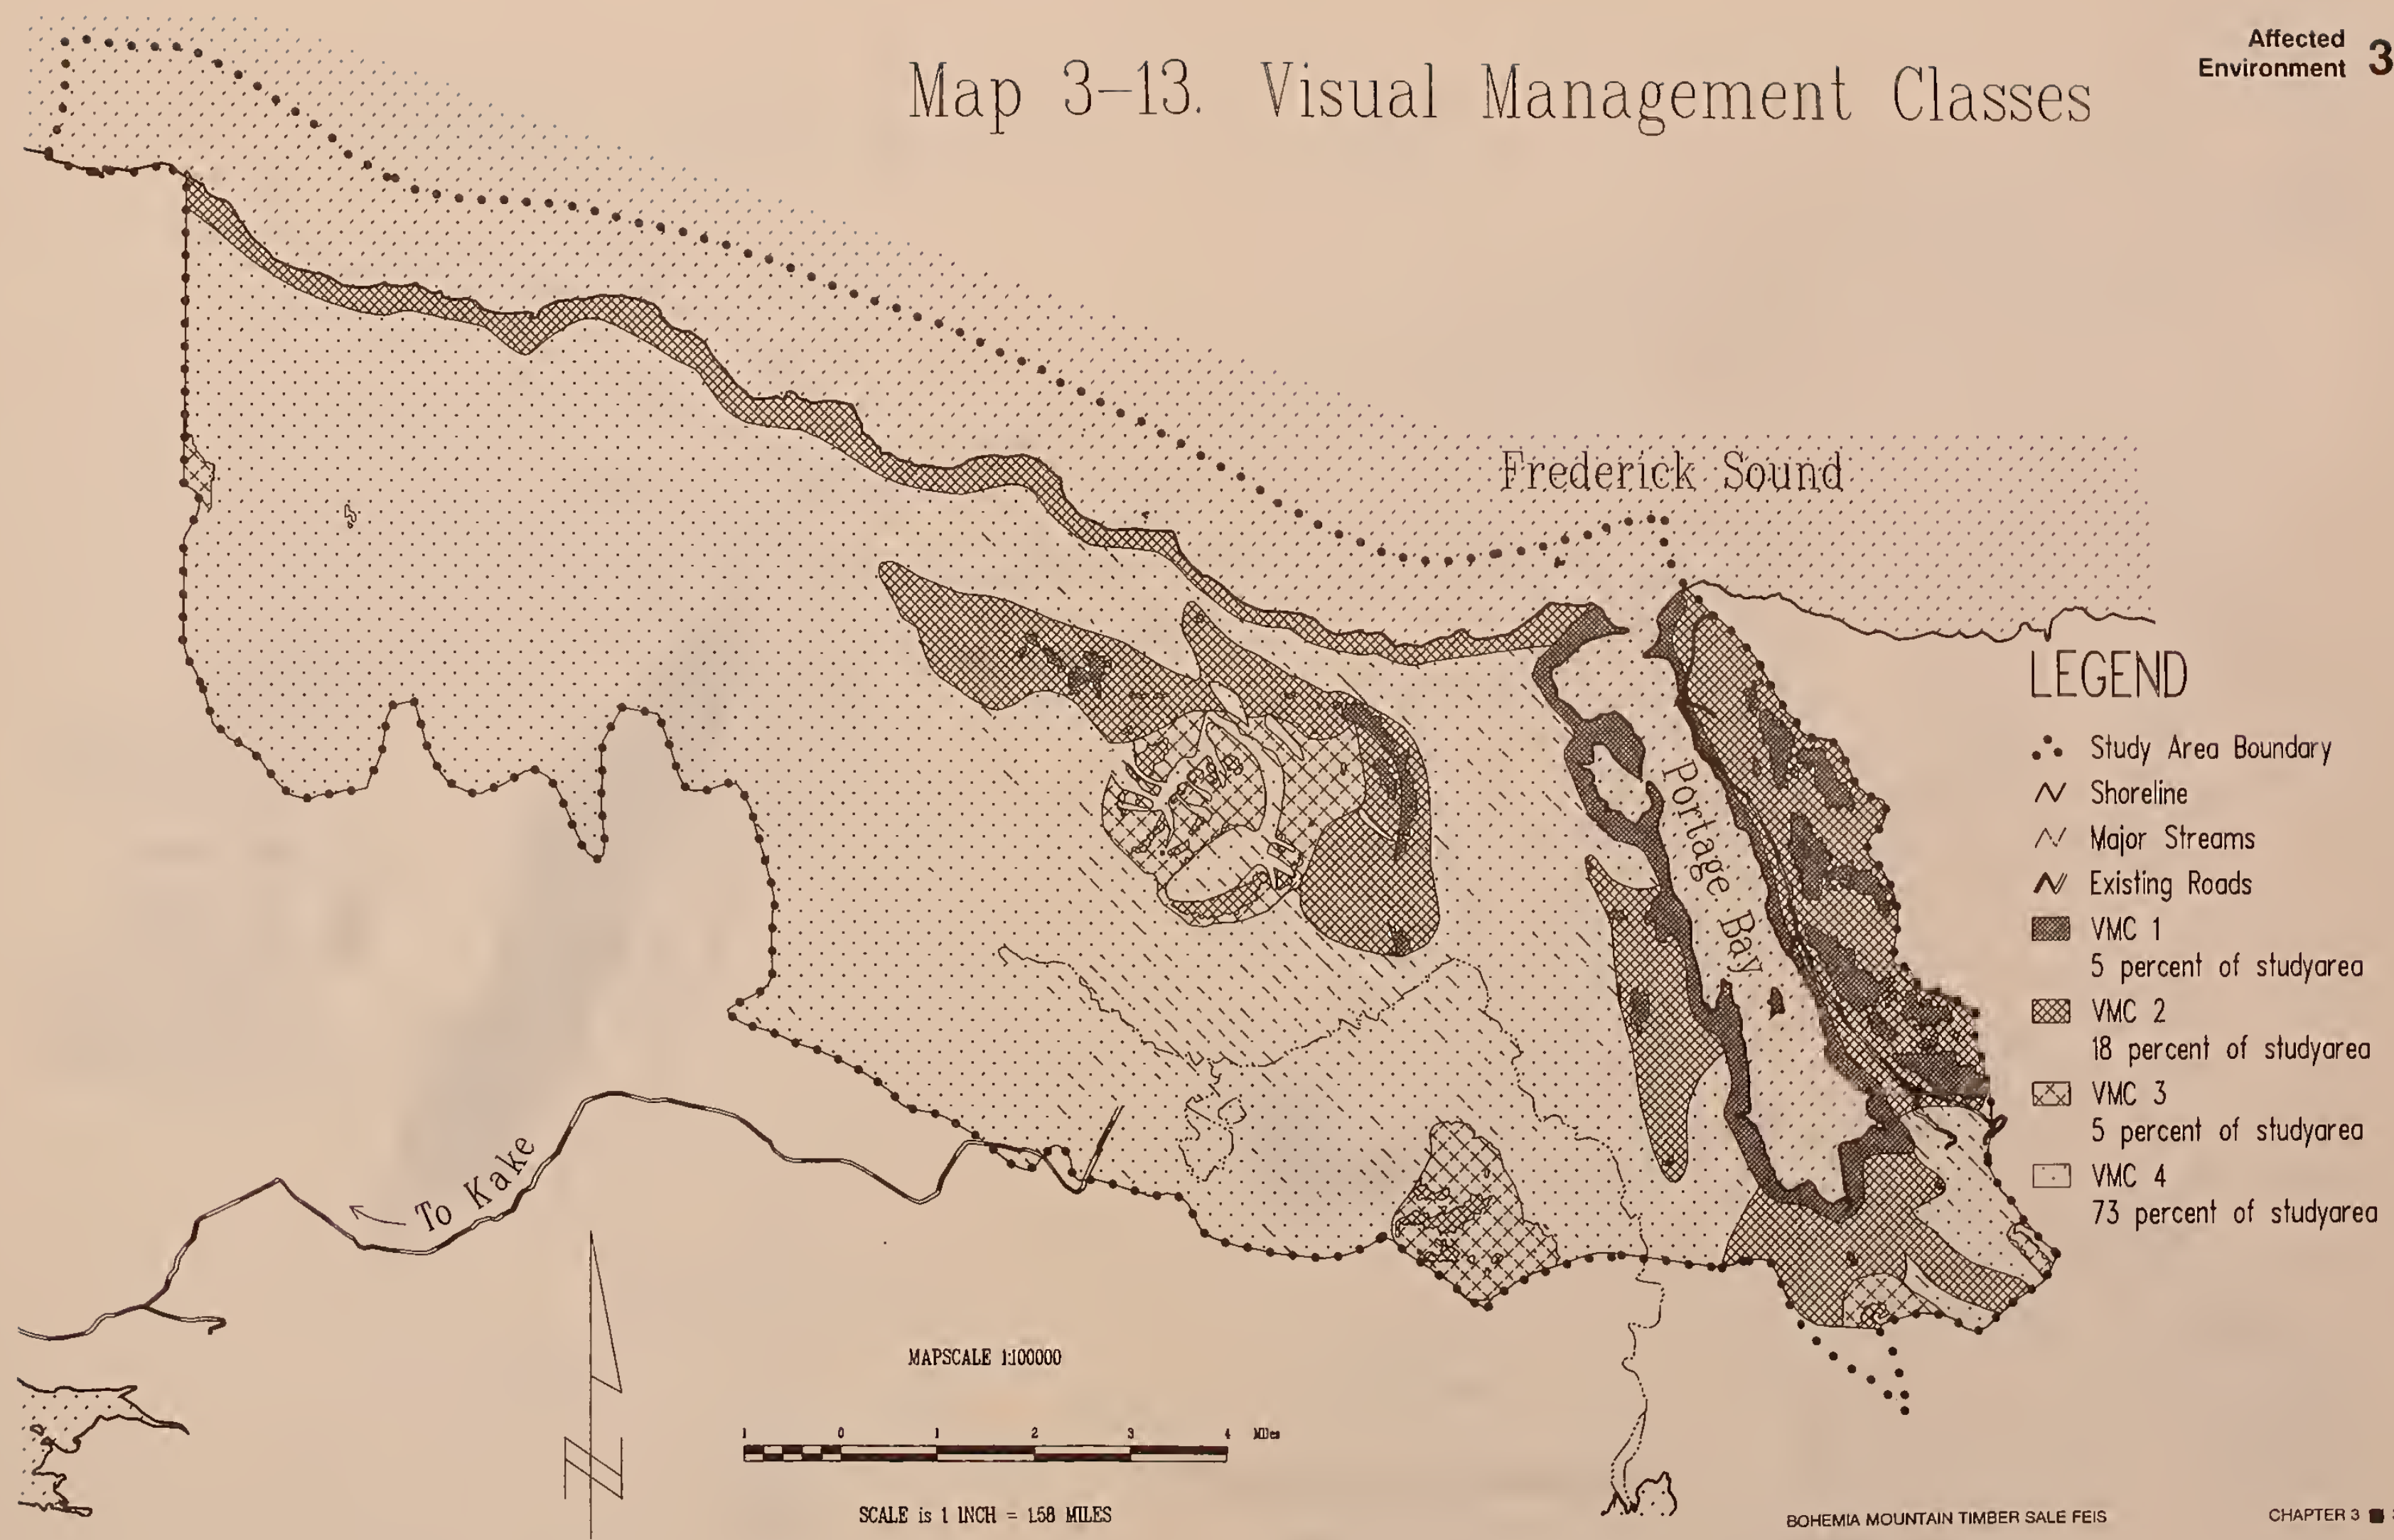 Affected
Environment 3
Map 3-13. Visual Management Classes
Frederick Sound
Portage Bay
To Kake
LEGEND
Study Area Boundary
Shoreline
Major Streams
Existing Roads
VMC 1
5 percent of studyarea
VMC 2
18 percent of studyarea
VMC 3
5 percent of studyarea
VMC 4
73 percent of studyarea
MAPSCALE 1:100000
1 0 1 2 3 4 Miles
SCALE is 1 INCH = 1.58 MILES
BOHEMIA MOUNTAIN TIMBER SALE FEIS
CHAPTER 3 ■